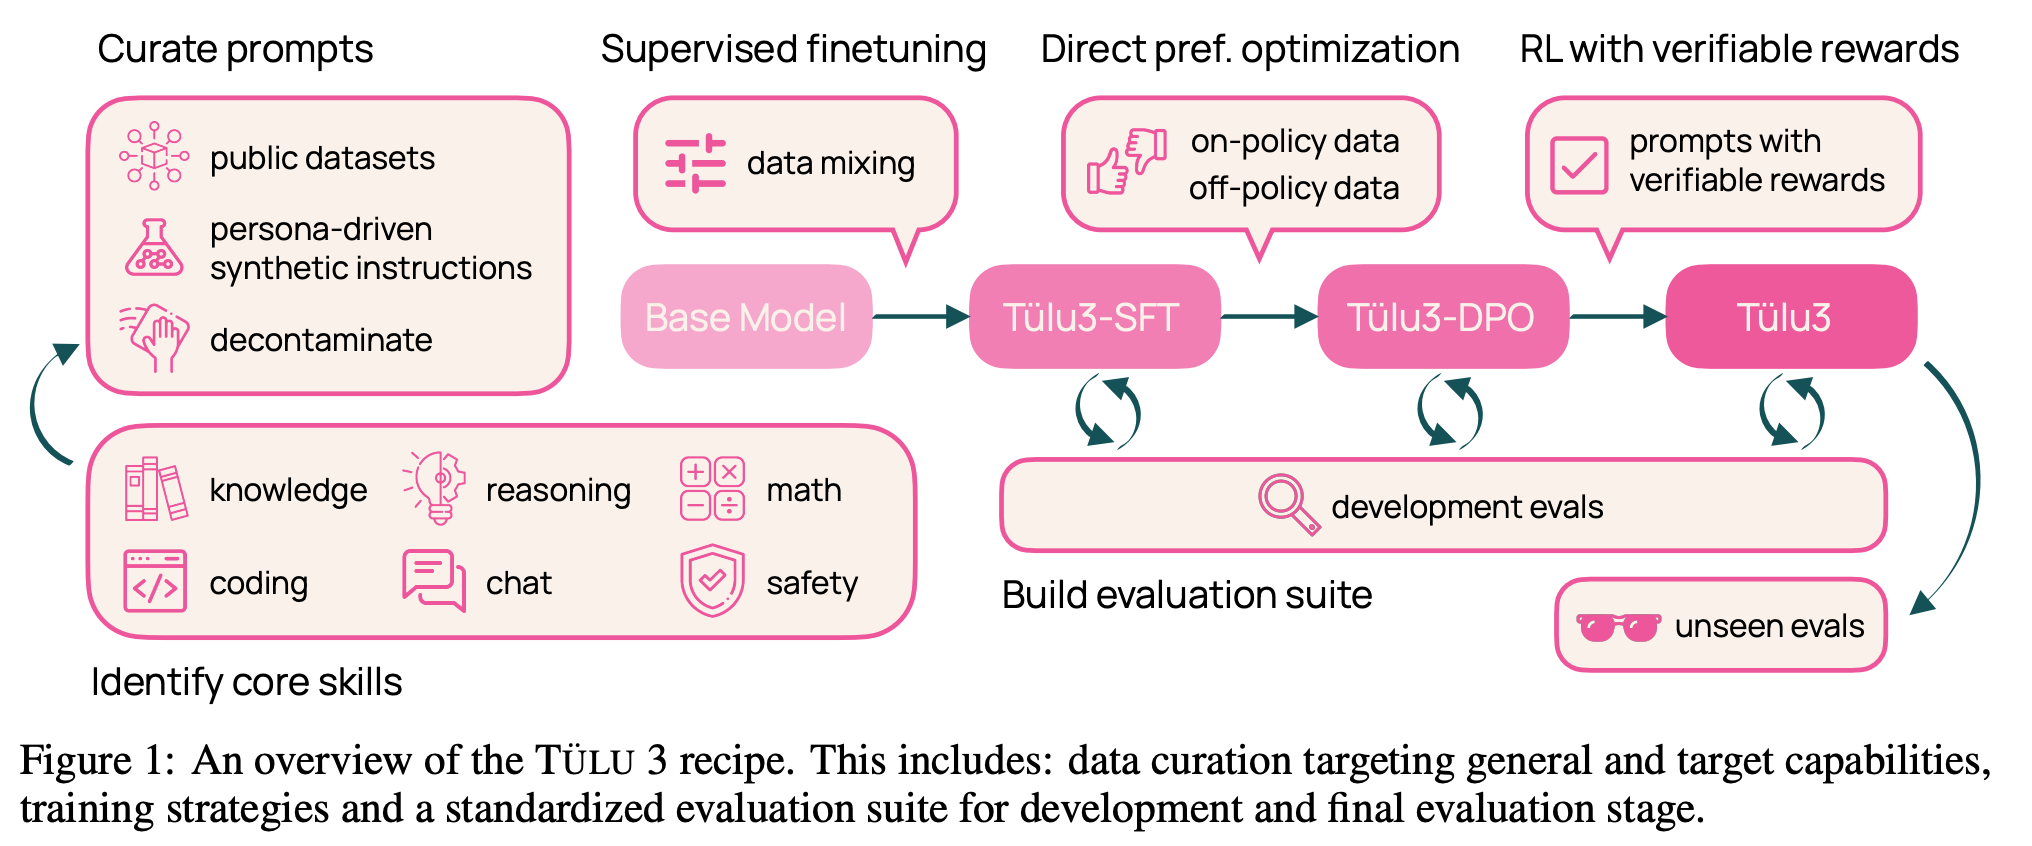 Curate prompts
public datasets
persona-driven
synthetic instructions
decontaminate
knowledge
reasoning
math
coding
chat
safety
Identify core skills
Supervised finetuning
data mixing
Direct pref. optimization
on-policy data
off-policy data
RL with verifiable rewards
prompts with
verifiable rewards
Base Model
Tülu3-SFT
Tülu3-DPO
Tülu3
development evals
Build evaluation suite
unseen evals
Figure 1: An overview of the TÜLU 3 recipe. This includes: data curation targeting general and target capabilities,
training strategies and a standardized evaluation suite for development and final evaluation stage.